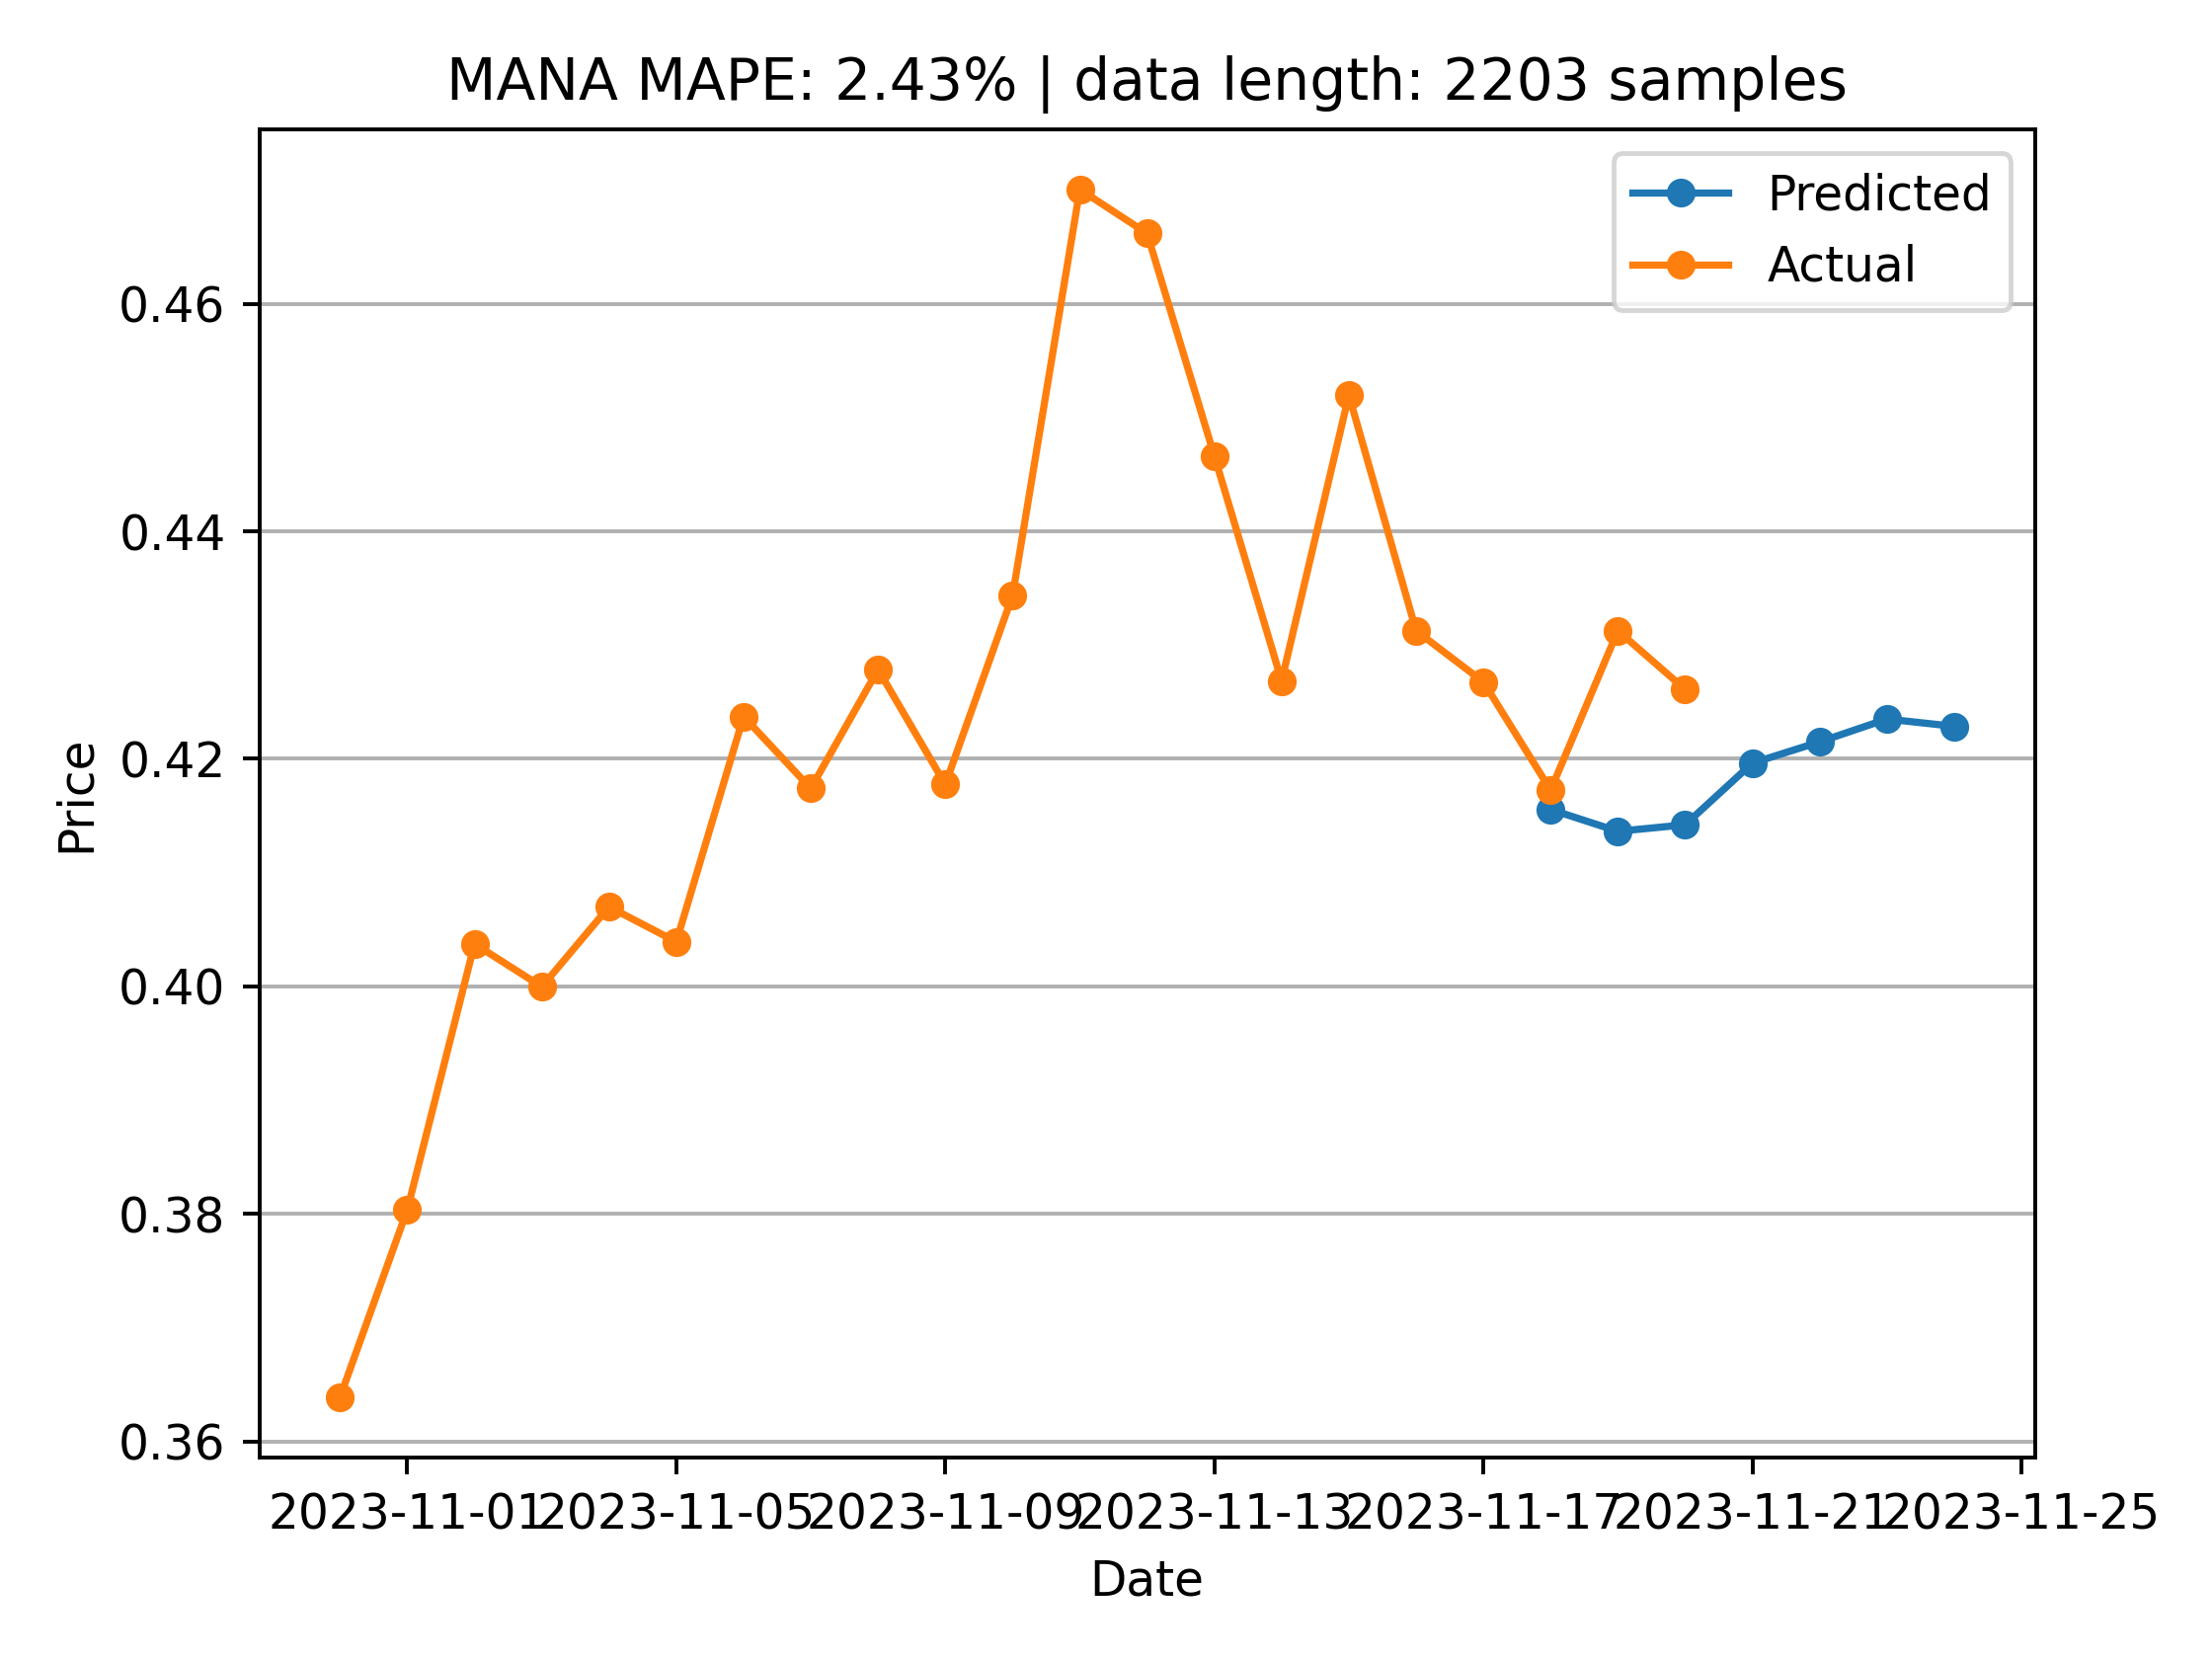 MANA MAPE: 2.43% | data length: 2203 samples
Predicted
Actual
0.46
0.44
0.42
0.40
0.38
0.36
Price
2023-11-01
2023-11-05
2023-11-09
2023-11-13
2023-11-17
2023-11-21
2023-11-25
Date